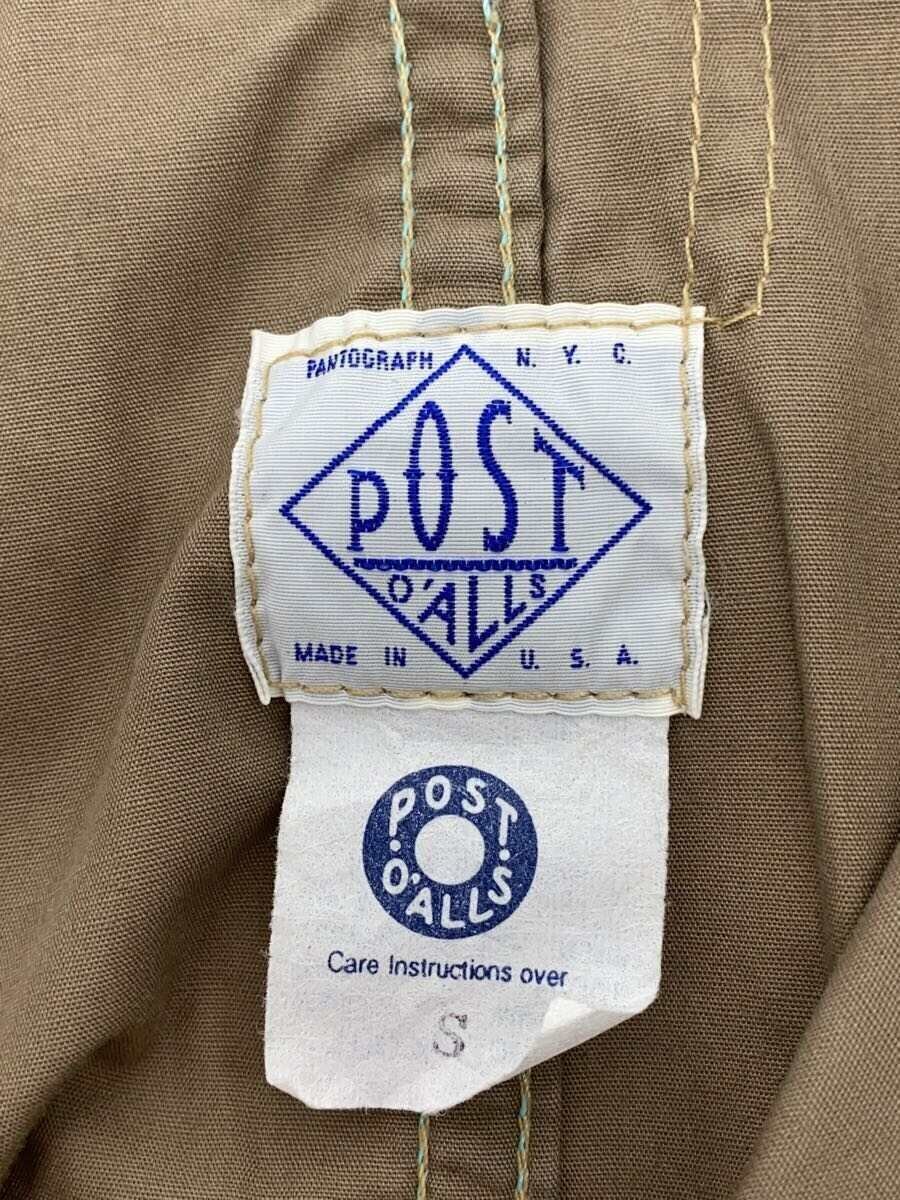 PANTOGRAPH N. Y. C.
POST
O'ALLS
MADE IN U. S. A.
POST
O'ALLS
Care Instructions over
S